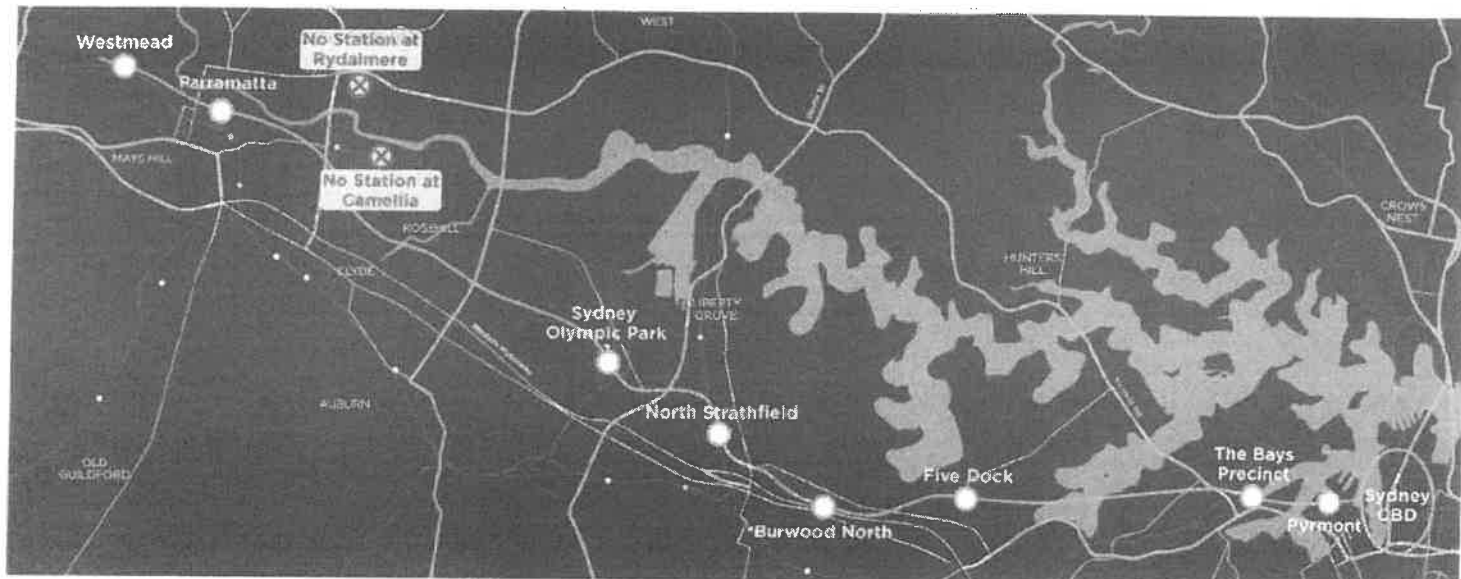 WEST
Westmead
No Station at
Rydalmere
Parramatta
MAYS HILL
No Station at
Camellia
ROSEHILL
CLYDE
CROWS
NEST
HUNTERS
HILL
LIBERTY
GROVE
Sydney
Olympic Park
AUBURN
North Strathfield
OLD
GUILDFORD
Five Dock
The Bays
Precinct
Sydney
CBD
Pyrmont
*Burwood North